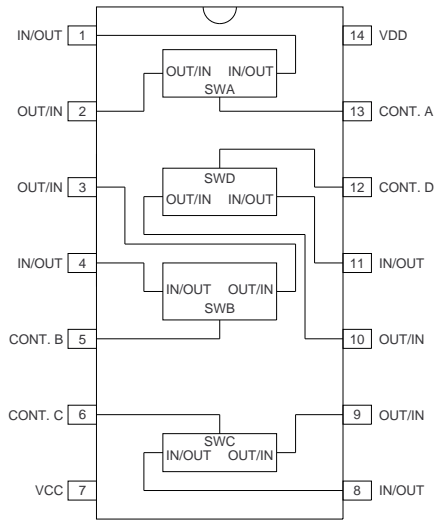 IN/OUT 1 14 VDD
OUT/IN IN/OUT
SWA
OUT/IN 2 13 CONT. A
SWD
OUT/IN 3 12 CONT. D
OUT/IN IN/OUT
IN/OUT 4 11 IN/OUT
IN/OUT OUT/IN
SWB
CONT. B 5 10 OUT/IN
CONT. C 6 9 OUT/IN
SWC
IN/OUT OUT/IN
VCC 7 8 IN/OUT